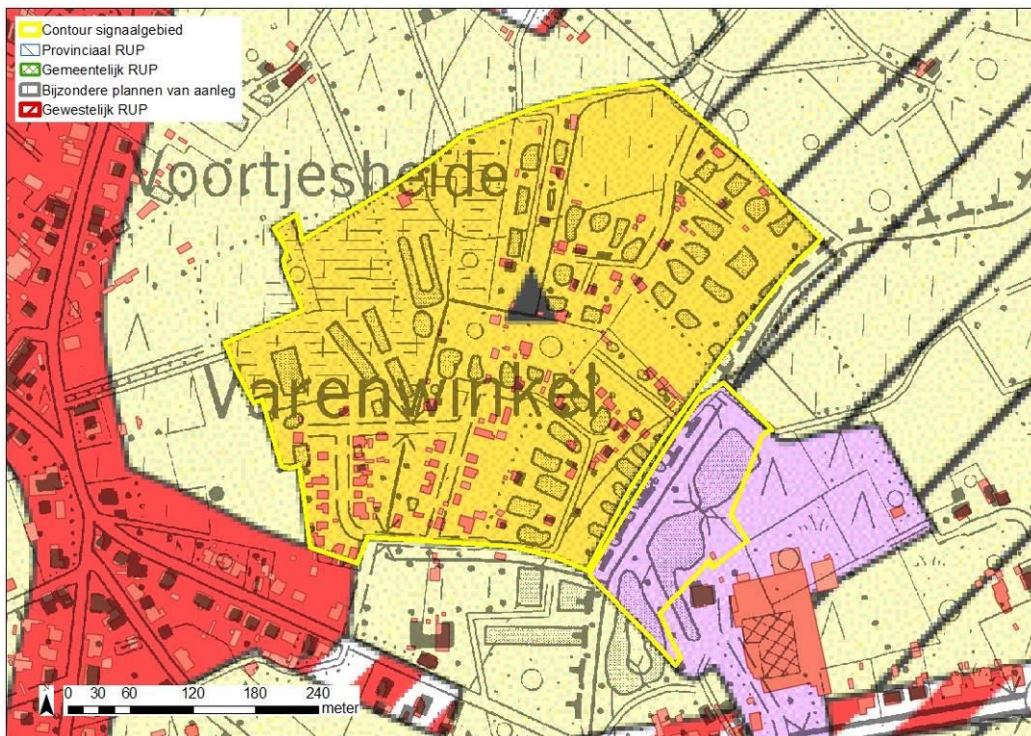 Contour signaalgebied
Provinciaal RUP
Gemeentelijk RUP
Bijzondere plannen van aanleg
Gewestelijk RUP
Voortjesheide
Varenwinkel
0 30 60 120 180 240
meter